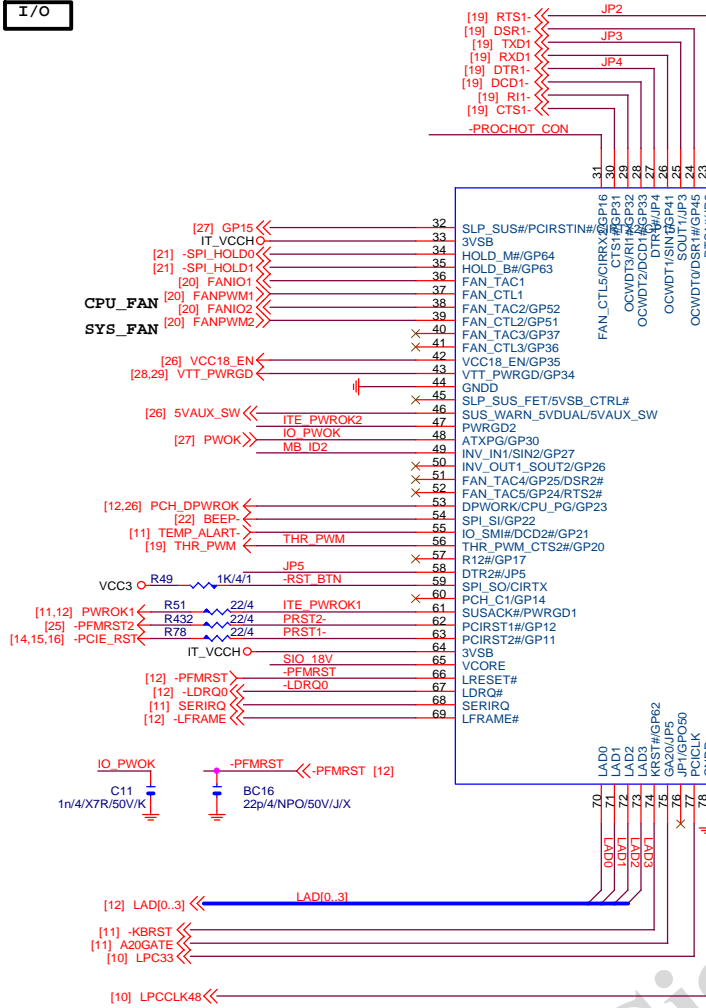 I/O
[19] RTS1-
JP2
[19] DSR1-
[19] TXD1
JP3
[19] RXD1
[19] DTR1-
JP4
[19] DCD1-
[19] RI1-
[19] CTS1-
-PROCHOT_CON
31
30
29
28
27
26
25
24
23
FAN_CTL5/CIRRX2/GP16
CTS1#/GP31
OCWDT3/RI1#/GP32
OCWDT2/DCD1#/GP33
DTR1#/JP4
OCWDT1/SIN1/GP41
SOUT1/JP3
OCWDT0/DSR1#/GP45
[27] GP15
32
IT_VCCH
33
3VSB
[21] -SPI_HOLD0
34
HOLD_M#/GP64
[21] -SPI_HOLD1
35
HOLD_B#/GP63
[20] FANIO1
36
FAN_TAC1
CPU_FAN
[20] FANPWM1
37
FAN_CTL1
[20] FANIO2
38
FAN_TAC2/GP52
SYS_FAN
[20] FANPWM2
39
FAN_CTL2/GP51
40
FAN_TAC3/GP37
41
FAN_CTL3/GP36
[26] VCC18_EN
42
VCC18_EN/GP35
[28,29] VTT_PWRGD
43
VTT_PWRGD/GP34
44
GNDD
45
SLP_SUS_FET/5VSB_CTRL#
[26] 5VAUX_SW
46
SUS_WARN_5VDUAL/5VAUX_SW
ITE_PWROK2
47
PWRGD2
[27] PWOK
IO_PWOK
48
ATXPG/GP30
MB_ID2
49
INV_IN1/SIN2/GP27
50
INV_OUT1_SOUT2/GP26
51
FAN_TAC4/GP25/DSR2#
52
FAN_TAC5/GP24/RTS2#
[12,26] PCH_DPWROK
53
DPWORK/CPU_PG/GP23
[22] BEEP-
54
SPI_SI/GP22
[11] TEMP_ALART-
55
IO_SMI#/DCD2#/GP21
[19] THR_PWM
THR_PWM
56
THR_PWM_CTS2#/GP20
57
R12#/GP17
JP5
58
DTR2#/JP5
VCC3
R49
1K/4/1
-RST_BTN
59
SPI_SO/CIRTX
60
PCH_C1/GP14
[11,12] PWROK1
R51
22/4
ITE_PWROK1
61
SUSACK#/PWRGD1
[25] -PFMRST2
R432
22/4
PRST2-
62
PCIRST1#/GP12
[14,15,16] -PCIE_RST
R78
22/4
PRST1-
63
PCIRST2#/GP11
IT_VCCH
64
3VSB
SIO_18V
65
VCORE
[12] -PFMRST
-PFMRST
66
LRESET#
[12] -LDRQ0
-LDRQ0
67
LDRQ#
[11] SERIRQ
68
SERIRQ
[12] -LFRAME
69
LFRAME#
LAD0
LAD1
LAD2
LAD3
KRST#/GP62
GA20/JP5
JP1/GPO50
PCICLK
70
71
72
73
74
75
76
77
78
LAD0
LAD1
LAD2
LAD3
IO_PWOK
C11
1n/4/X7R/50V/K
-PFMRST
-PFMRST [12]
BC16
22p/4/NPO/50V/J/X
[12] LAD[0..3]
LAD[0..3]
[11] -KBRST
[11] A20GATE
[10] LPC33
[10] LPCCLK48